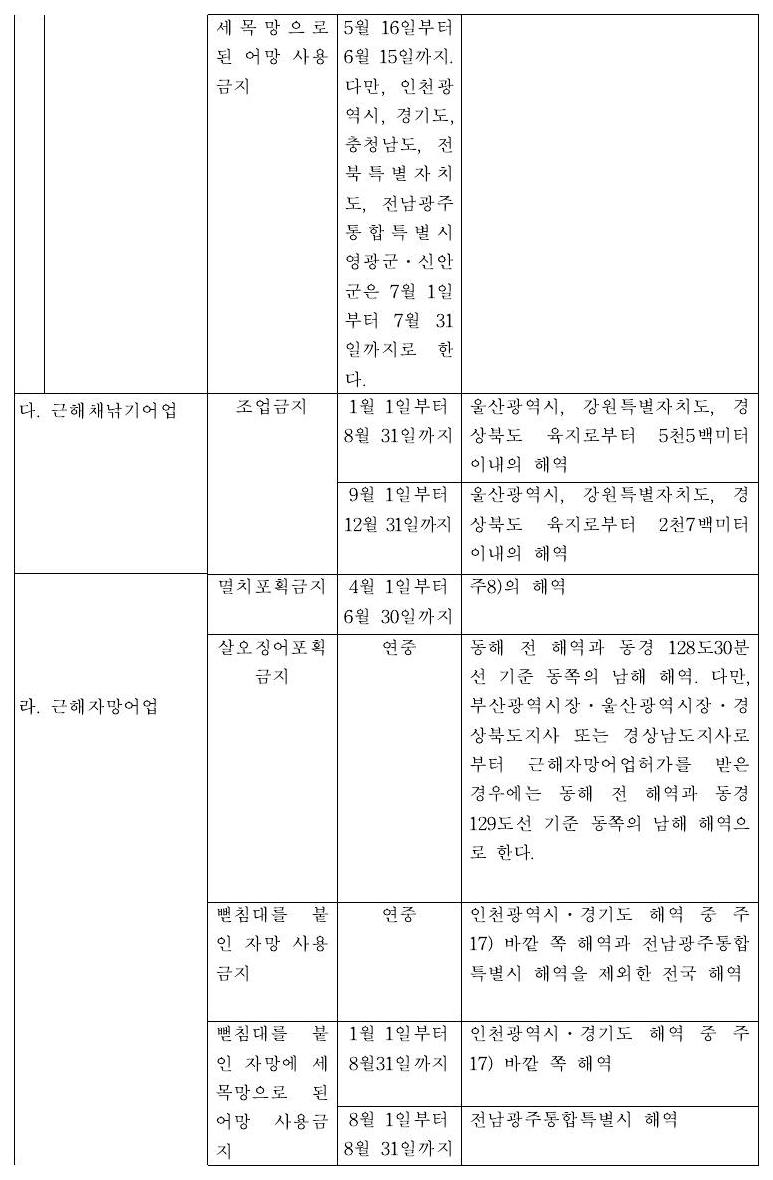 세목망으로
된 어망 사용
금지
5월 16일부터
6월 15일까지.
다만, 인천광
역시, 경기도,
충청남도, 전
북특별자치
도, 전남광주
통합특별시
영광군·신안
군은 7월 1일
부터 7월 31
일까지로 한
다.
다. 근해채낚기어업
조업금지
1월 1일부터
8월 31일까지
울산광역시, 강원특별자치도, 경
상북도 육지로부터 5천5백미터
이내의 해역
9월 1일부터
12월 31일까지
울산광역시, 강원특별자치도, 경
상북도 육지로부터 2천7백미터
이내의 해역
라. 근해자망어업
멸치포획금지
4월 1일부터
6월 30일까지
주8)의 해역
살오징어포획
금지
연중
동해 전 해역과 동경 128도30분
선 기준 동쪽의 남해 해역. 다만,
부산광역시장·울산광역시장·경
상북도지사 또는 경상남도지사로
부터 근해자망어업허가를 받은
경우에는 동해 전 해역과 동경
129도선 기준 동쪽의 남해 해역으
로 한다.
뻗침대를 붙
인 자망 사용
금지
연중
인천광역시·경기도 해역 중 주
17) 바깥 쪽 해역과 전남광주통합
특별시 해역을 제외한 전국 해역
뻗침대를 붙
인 자망에 세
목망으로 된
어망 사용금
지
1월 1일부터
8월31일까지
인천광역시·경기도 해역 중 주
17) 바깥 쪽 해역
8월 1일부터
8월 31일까지
전남광주통합특별시 해역